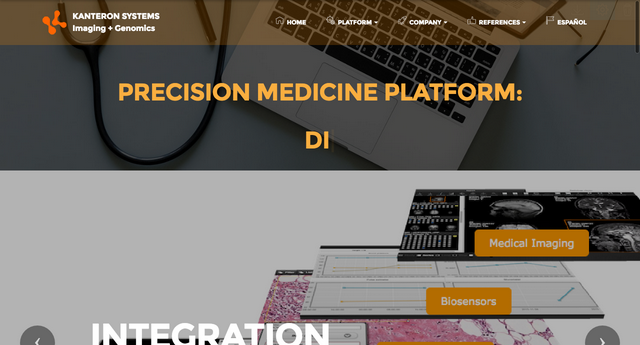 KANTERON SYSTEMS
Imaging + Genomics
HOME
PLATFORM
COMPANY
REFERENCES
ESPAÑOL
PRECISION MEDICINE PLATFORM:
DI
Medical Imaging
Biosensors
INTEGRATION